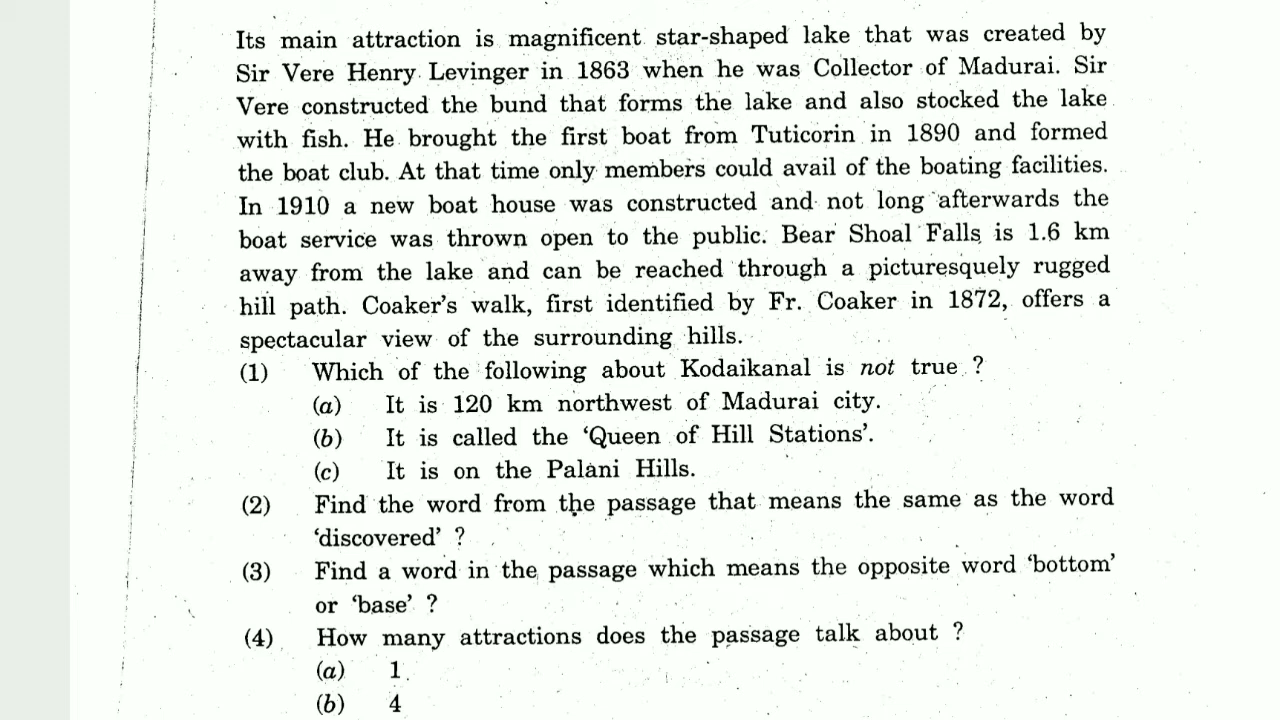 Its main attraction is magnificent star-shaped lake that was created by
Sir Vere Henry Levinger in 1863 when he was Collector of Madurai. Sir
Vere constructed the bund that forms the lake and also stocked the lake
with fish. He brought the first boat from Tuticorin in 1890 and formed
the boat club. At that time only members could avail of the boating facilities.
In 1910 a new boat house was constructed and not long afterwards the
boat service was thrown open to the public. Bear Shoal Falls is 1.6 km
away from the lake and can be reached through a picturesquely rugged
hill path. Coaker's walk, first identified by Fr. Coaker in 1872, offers a
spectacular view of the surrounding hills.
(1) Which of the following about Kodaikanal is not true ?
(a) It is 120 km northwest of Madurai city.
(b) It is called the ‘Queen of Hill Stations’.
(c) It is on the Palani Hills.
(2) Find the word from the passage that means the same as the word
‘discovered’ ?
(3) Find a word in the passage which means the opposite word ‘bottom’
or ‘base’ ?
(4) How many attractions does the passage talk about ?
(a) 1
(b) 4